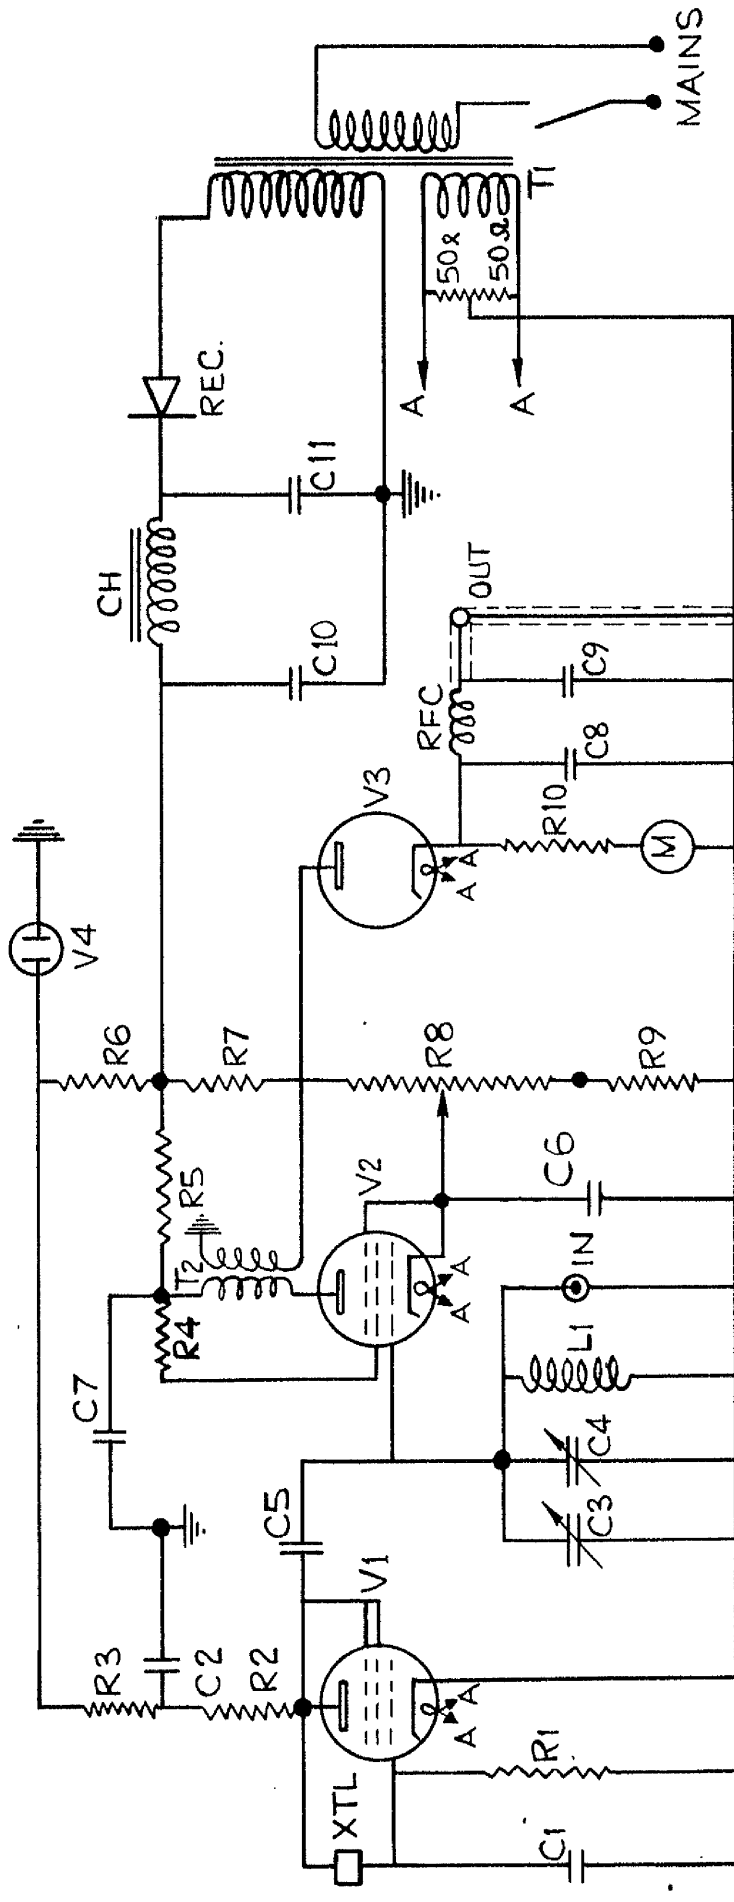 MAINS
T1
50Ω
50Ω
A
A
REC.
C11
CH
C10
OUT
RFC
C9
C8
V3
A
A
R10
M
V4
R6
R7
R8
R9
R5
T2
R4
V2
A
A
C6
IN
L1
C4
C3
C7
C5
V1
R3
C2
R2
A
A
XTL
R1
C1